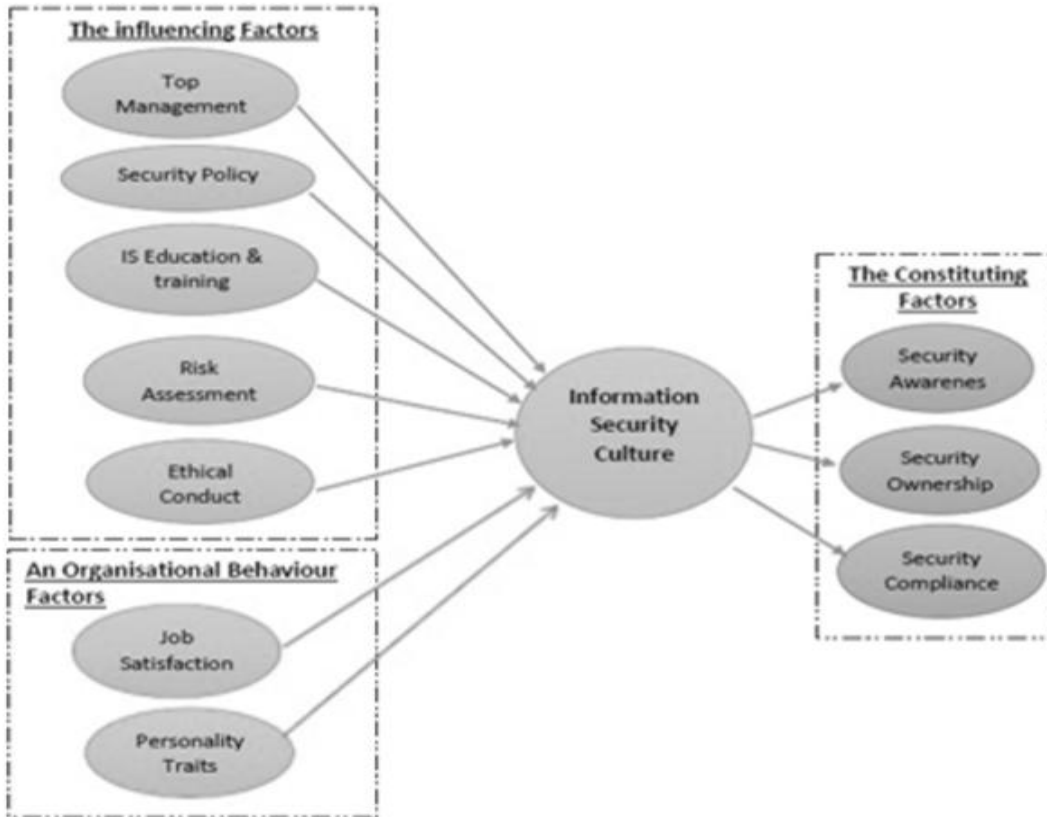 The influencing Factors
Top
Management
Security Policy
IS Education &
training
Risk
Assessment
Ethical
Conduct
An Organisational Behaviour
Factors
Job
Satisfaction
Personality
Traits
Information
Security
Culture
The Constituting
Factors
Security
Awarenes
Security
Ownership
Security
Compliance